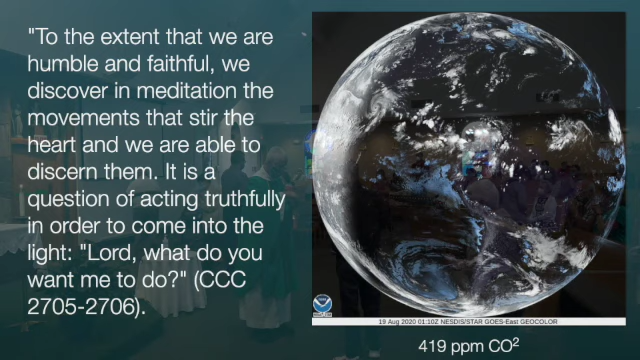 "To the extent that we are
humble and faithful, we
discover in meditation the
movements that stir the
heart and we are able to
discern them. It is a
question of acting truthfully
in order to come into the
light: "Lord, what do you
want me to do?" (CCC
2705-2706).
19 Aug 2020 01:10Z NESDIS/STAR GOES-East GEOCOLOR
419 ppm CO²